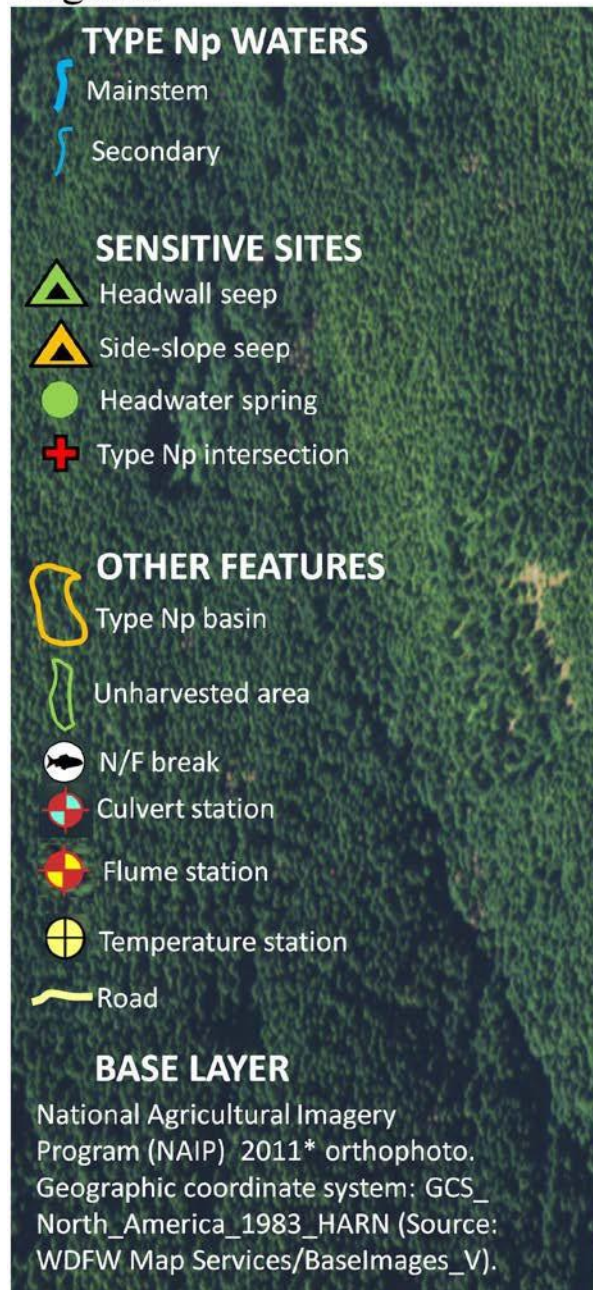 TYPE Np WATERS
Mainstem
Secondary
SENSITIVE SITES
Headwall seep
Side-slope seep
Headwater spring
Type Np intersection
OTHER FEATURES
Type Np basin
Unharvested area
N/F break
Culvert station
Flume station
Temperature station
Road
BASE LAYER
National Agricultural Imagery
Program (NAIP) 2011* orthophoto.
Geographic coordinate system: GCS_
North_America_1983_HARN (Source:
WDFW Map Services/BaseImages_V).